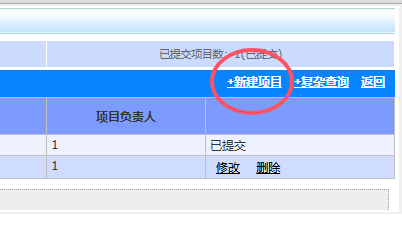 已提交项目数：1(已提交)
+新建项目 +复杂查询 返回
项目负责人
1 已提交
1 修改 删除